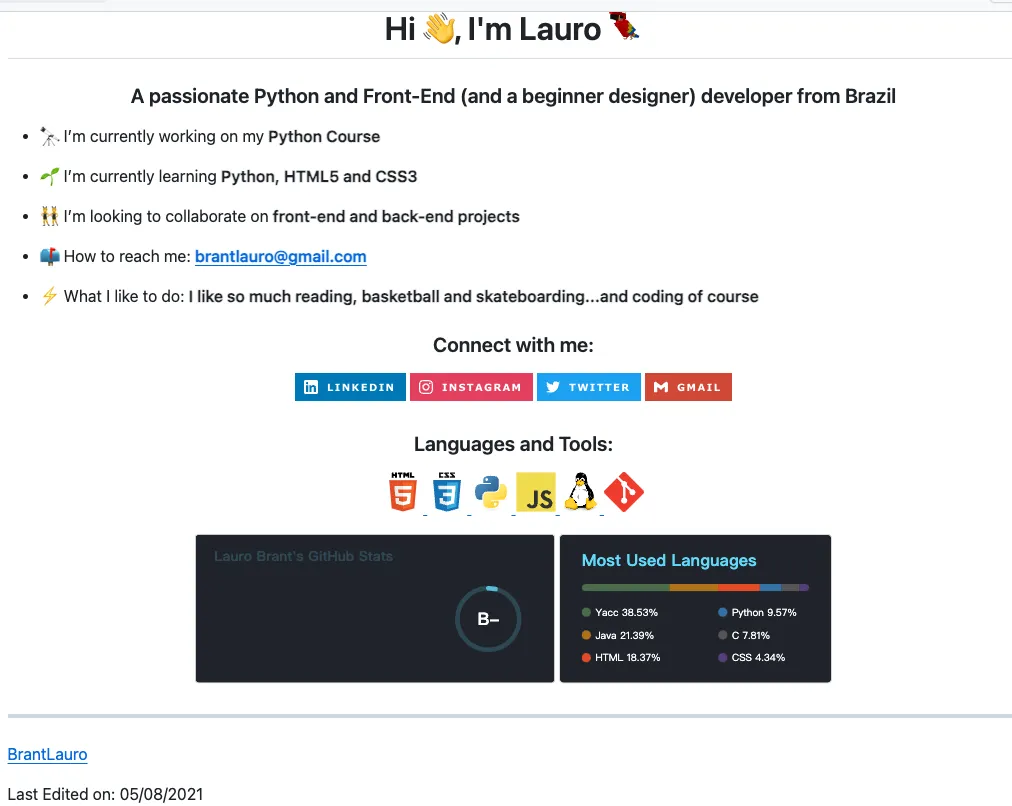 Hi 👋, I'm Lauro
A passionate Python and Front-End (and a beginner designer) developer from Brazil
I’m currently working on my Python Course
I’m currently learning Python, HTML5 and CSS3
I’m looking to collaborate on front-end and back-end projects
How to reach me: brantlauro@gmail.com
What I like to do: I like so much reading, basketball and skateboarding...and coding of course
Connect with me:
LINKEDIN INSTAGRAM TWITTER GMAIL
Languages and Tools:
HTML 5 CSS 3 JS
Lauro Brant's GitHub Stats
B-
Most Used Languages
Yacc 38.53% Python 9.57%
Java 21.39% C 7.81%
HTML 18.37% CSS 4.34%
BrantLauro
Last Edited on: 05/08/2021